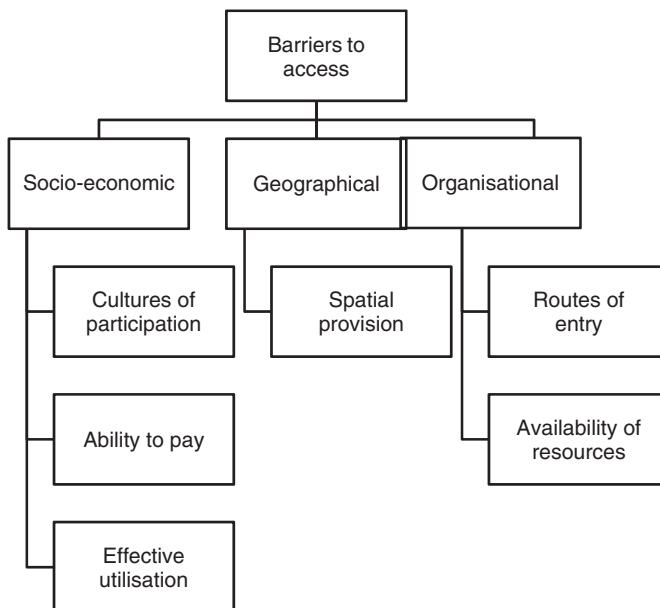 Barriers to
access
Socio-economic
Geographical
Organisational
Cultures of
participation
Spatial
provision
Routes of
entry
Ability to pay
Availability of
resources
Effective
utilisation